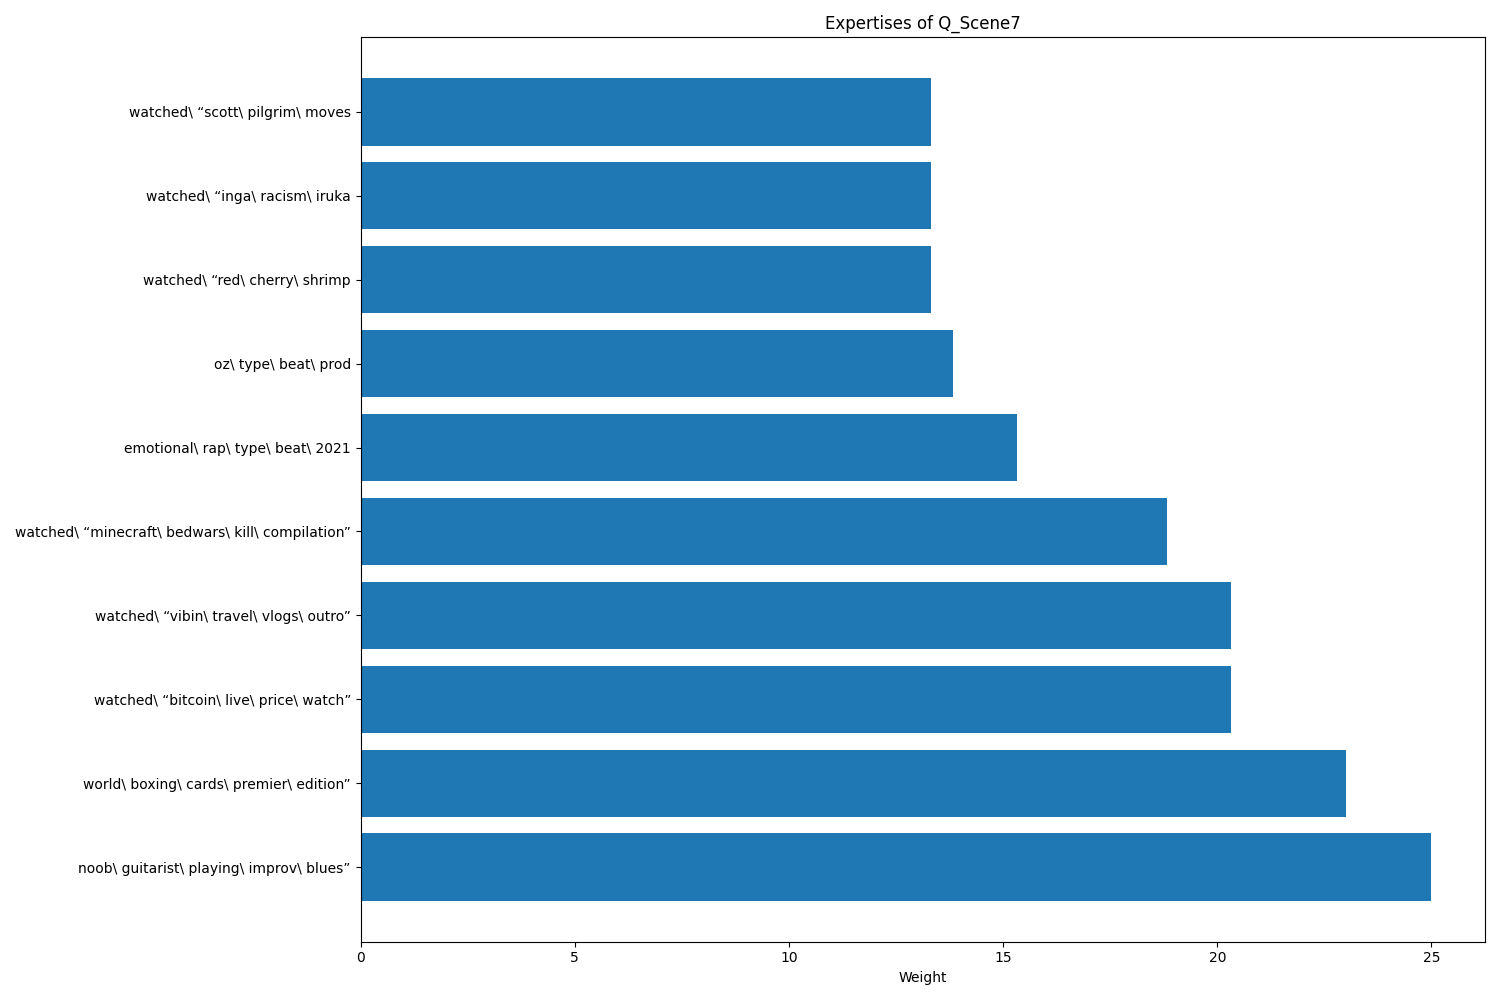 Expertises of Q_Scene7
watched\ “scott\ pilgrim\ moves
watched\ “inga\ racism\ iruka
watched\ “red\ cherry\ shrimp
oz\ type\ beat\ prod
emotional\ rap\ type\ beat\ 2021
watched\ “minecraft\ bedwars\ kill\ compilation”
watched\ “vibin\ travel\ vlogs\ outro”
watched\ “bitcoin\ live\ price\ watch”
world\ boxing\ cards\ premier\ edition”
noob\ guitarist\ playing\ improv\ blues”
0 5 10 15 20 25
Weight